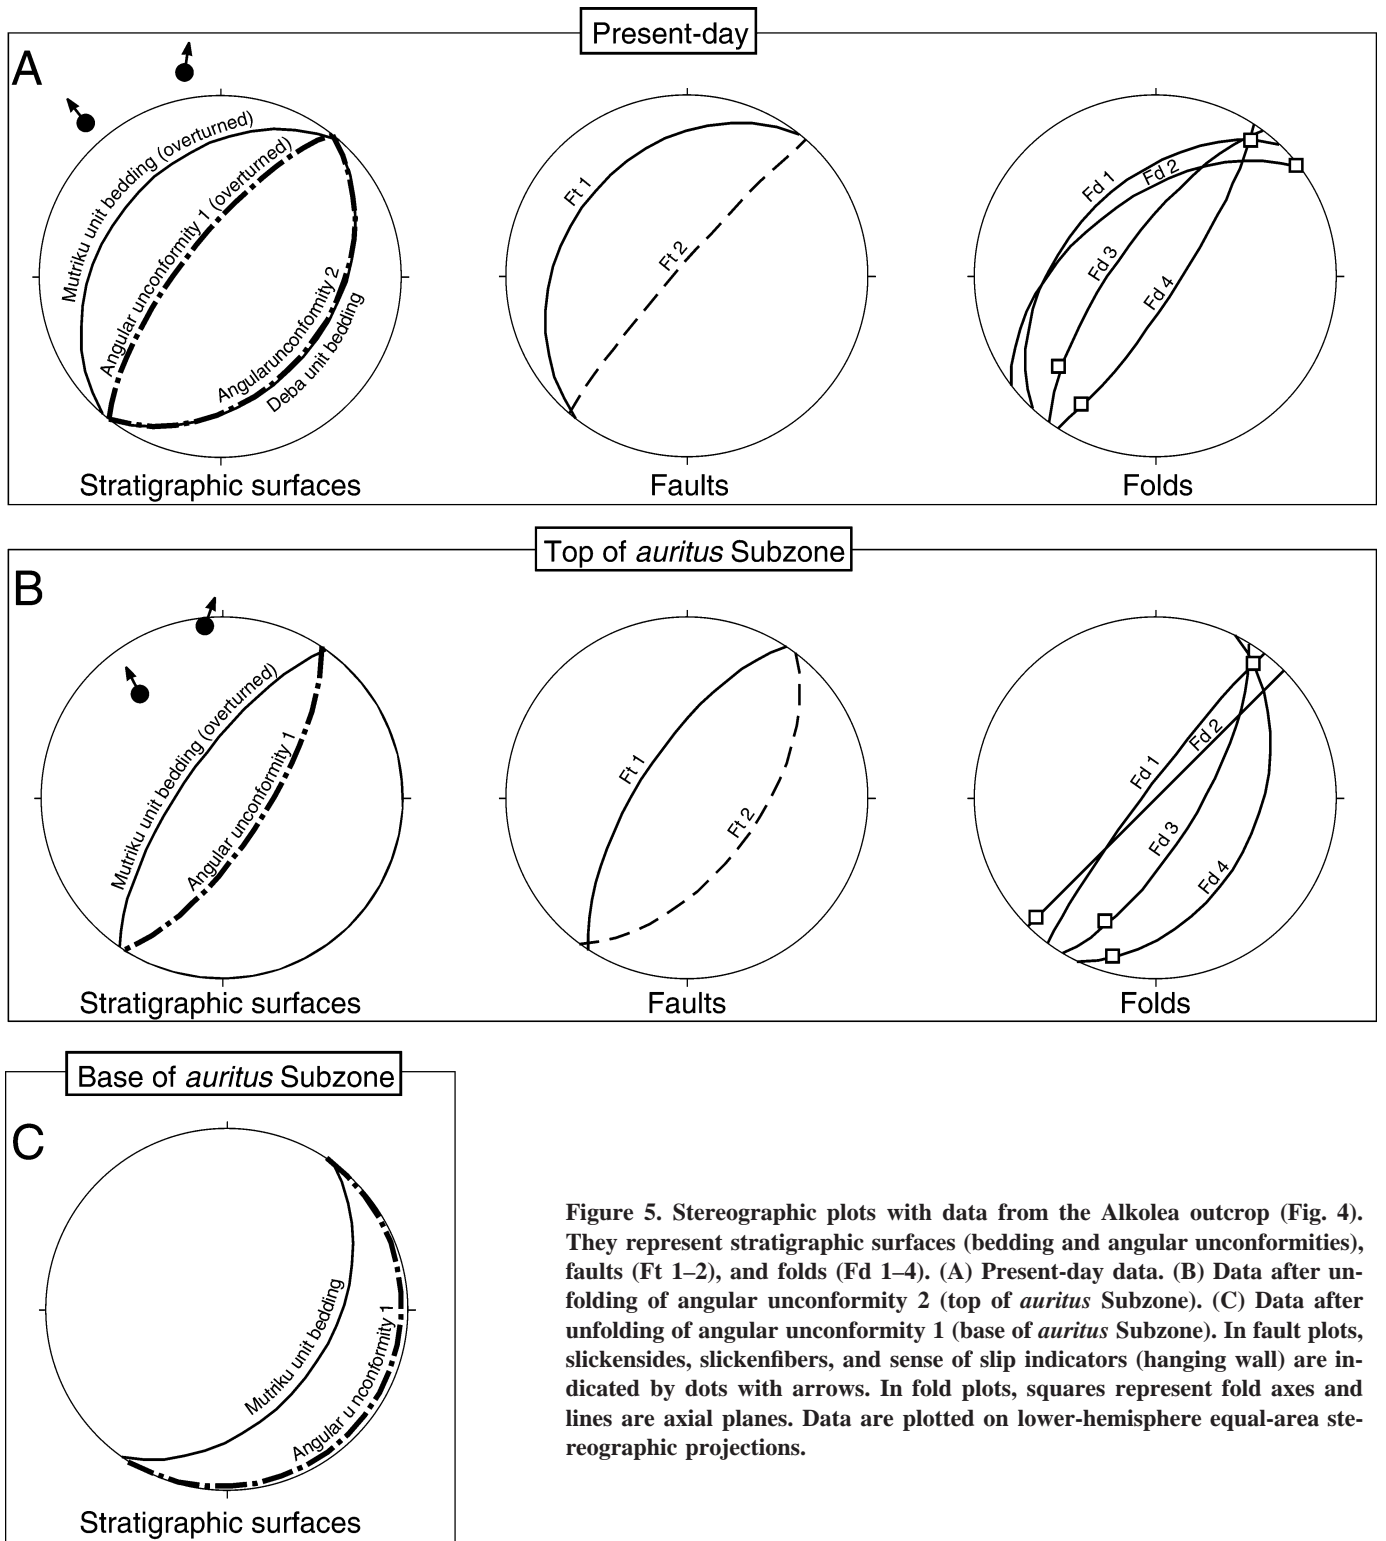 Present-day
A
Mutriku unit bedding (overturned)
Angular unconformity 1 (overturned)
Angularunconformity 2
Deba unit bedding
Stratigraphic surfaces
Ft 1
Ft 2
Faults
Fd 1
Fd 2
Fd 3
Fd 4
Folds
Top of auritus Subzone
B
Mutriku unit bedding (overturned)
Angular unconformity 1
Stratigraphic surfaces
Ft 1
Ft 2
Faults
Fd 1
Fd 2
Fd 3
Fd 4
Folds
Base of auritus Subzone
C
Mutriku unit bedding
Angular u nconformity 1
Stratigraphic surfaces
Figure 5. Stereographic plots with data from the Alkolea outcrop (Fig. 4).
They represent stratigraphic surfaces (bedding and angular unconformities),
faults (Ft 1–2), and folds (Fd 1–4). (A) Present-day data. (B) Data after un-
folding of angular unconformity 2 (top of auritus Subzone). (C) Data after
unfolding of angular unconformity 1 (base of auritus Subzone). In fault plots,
slickensides, slickenfibers, and sense of slip indicators (hanging wall) are in-
dicated by dots with arrows. In fold plots, squares represent fold axes and
lines are axial planes. Data are plotted on lower-hemisphere equal-area ste-
reographic projections.